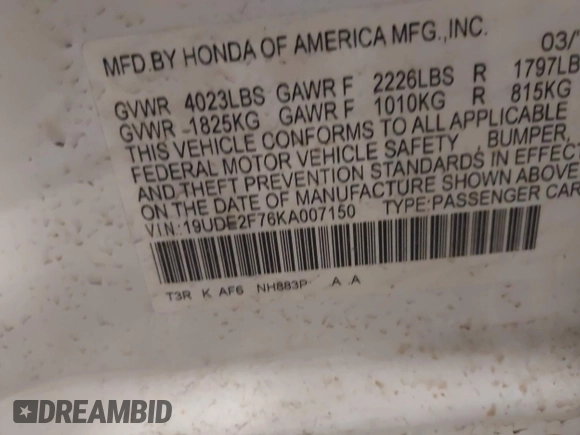 MFD.BY HONDA OF AMERICA MFG.,INC. 03/
GVWR 4023LBS GAWR F 2226LBS R 1797LB
GVWR 1825KG GAWR F 1010KG R 815KG
THIS VEHICLE CONFORMS TO ALL APPLICABLE
FEDERAL MOTOR VEHICLE SAFETY , BUMPER,
AND THEFT PREVENTION STANDARDS IN EFFECT
ON THE DATE OF MANUFACTURE SHOWN ABOVE.
VIN: 19UDE2F76KA007150 TYPE:PASSENGER CAR
T3R K AF6 NH883P A .A
DREAMBID